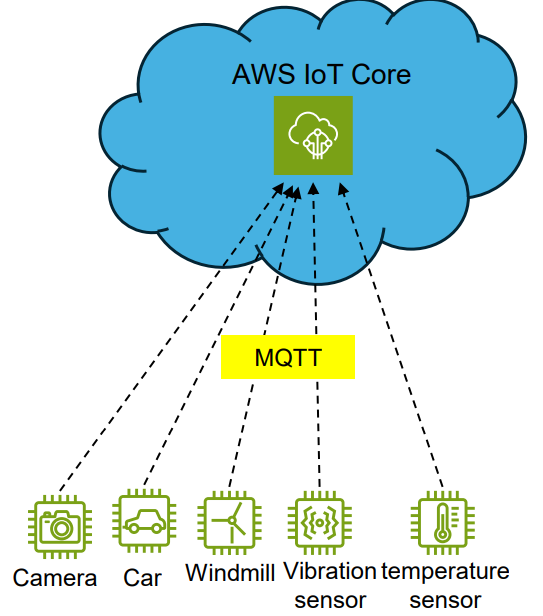 AWS IoT Core
MQTT
Camera
Car
Windmill
Vibration
sensor
temperature
sensor